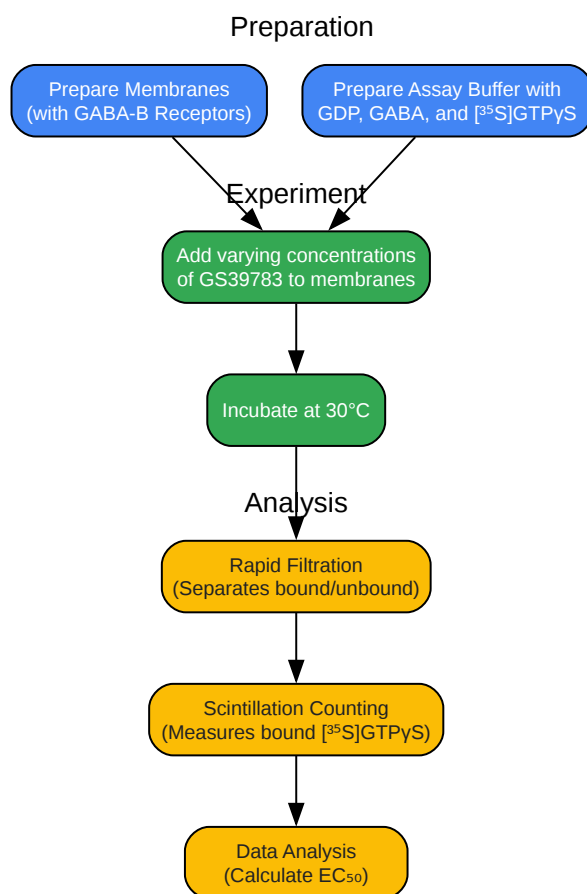 Preparation
Prepare Membranes
(with GABA-B Receptors)
Prepare Assay Buffer with
GDP, GABA, and [³⁵S]GTPγS
Experiment
Add varying concentrations
of GS39783 to membranes
Incubate at 30°C
Analysis
Rapid Filtration
(Separates bound/unbound)
Scintillation Counting
(Measures bound [³⁵S]GTPγS)
Data Analysis
(Calculate EC₅₀)